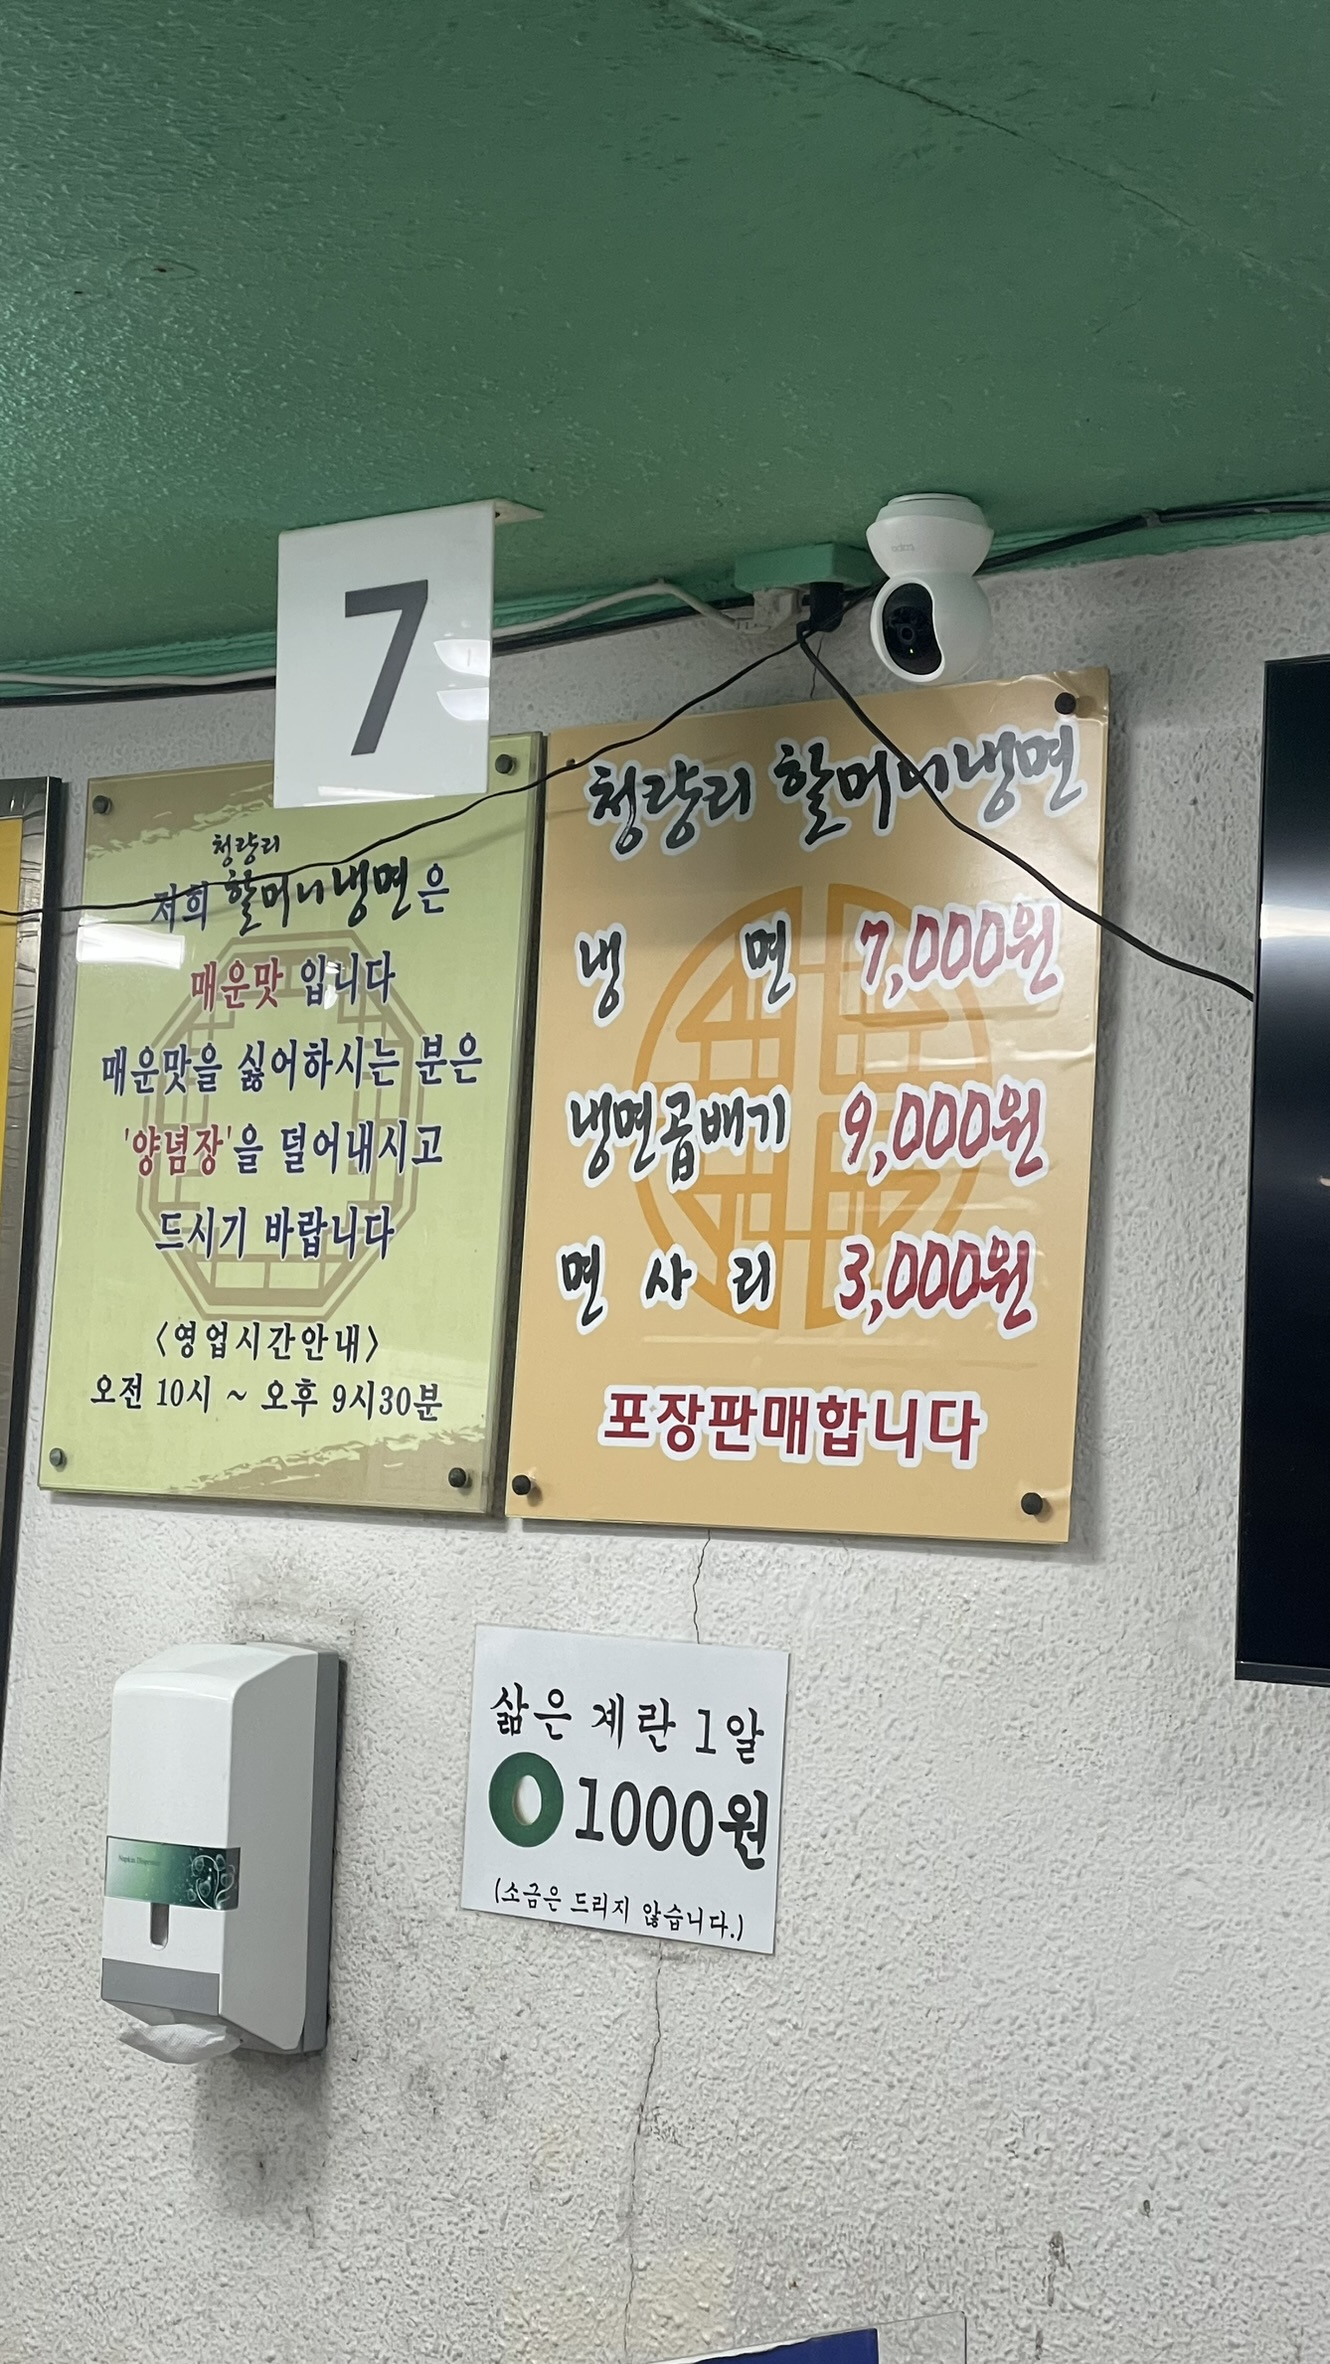 7
청량리
저희 할머니냉면은
매운맛 입니다
매운맛을 싫어하시는 분은
'양념장'을 덜어내시고
드시기 바랍니다
<영업시간안내>
오전 10시 ~ 오후 9시30분
청량리 할머니냉면
냉 면 7,000원
냉면곱배기 9,000원
면 사 리 3,000원
포장판매합니다
삶은 계란 1알
1000원
(소금은 드리지 않습니다.)
tapo
Napkin Dispenser